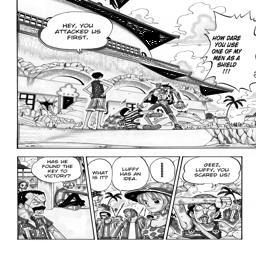 HEY, YOU
ATTACKED US
FIRST.
HOW DARE
YOU USE
ONE OF MY
MEN AS A
SHIELD
!!!
HAS HE
FOUND THE
KEY TO
VICTORY?
WHAT
IS IT?
LUFFY
HAS AN
IDEA.
GEEZ,
LUFFY, YOU
SCARED US!